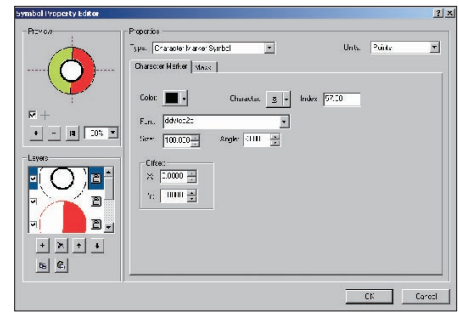 Symbol Property Editor
Preview
Properties
Type: Character Marker Symbol
Units: Points
Character Marker Mask
Color:
Character:
Index: 57.00
Font:
Size: 100.000
Angle:
Layers
Offset
X: 0.0000
Y:
OK Cancel